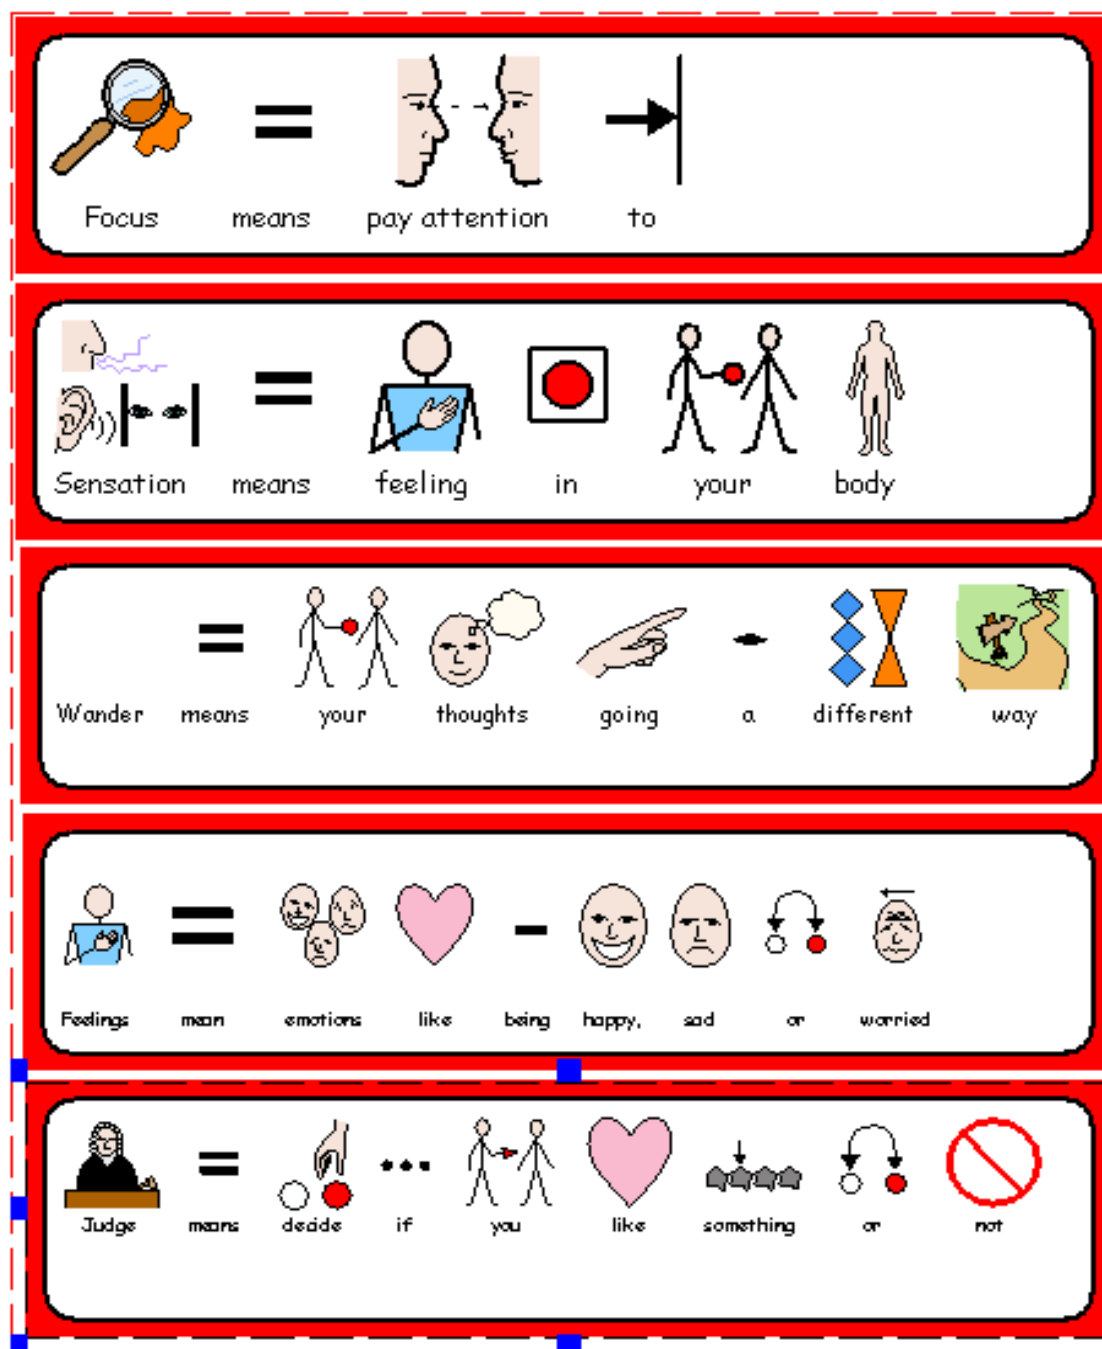 Focus means pay attention to
Sensation means feeling in your body
Wander means your thoughts going a different way
Feelings mean emotions like being happy, sad or worried
Judge means decide if you like something or not